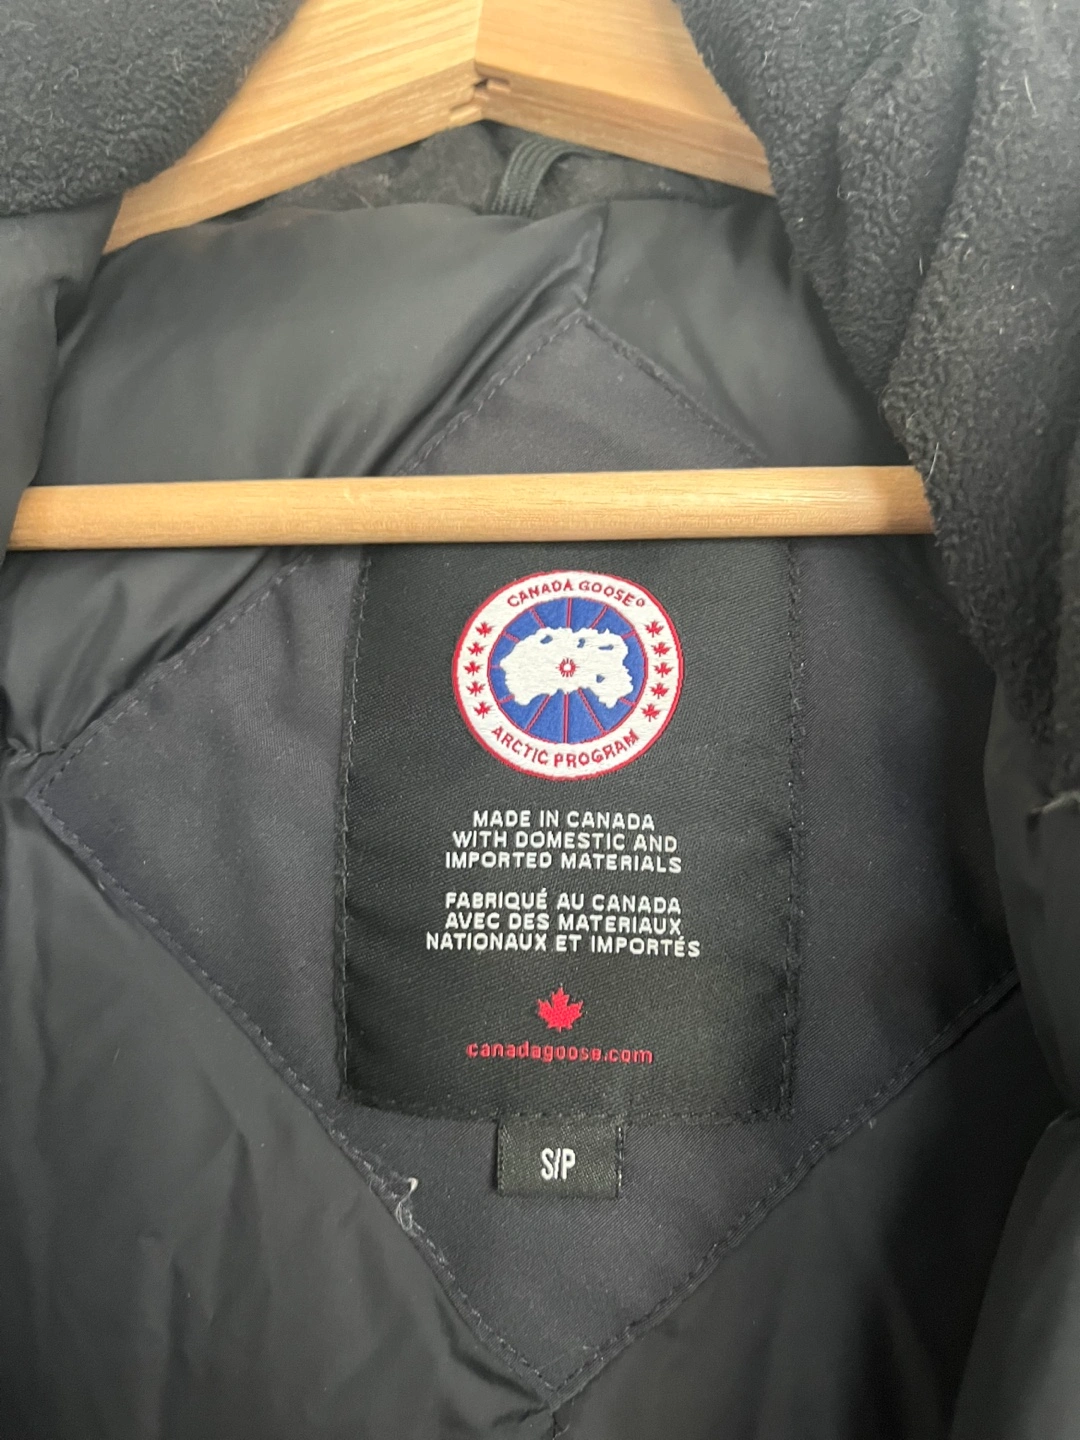 CANADA GOOSE®
ARCTIC PROGRAM
MADE IN CANADA
WITH DOMESTIC AND
IMPORTED MATERIALS
FABRIQUÉ AU CANADA
AVEC DES MATERIAUX
NATIONAUX ET IMPORTÉS
canadagoose.com
S/P